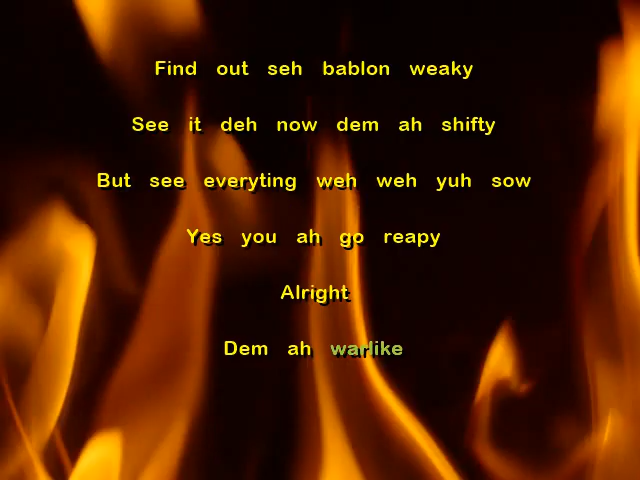 Find out seh bablon weaky
See it deh now dem ah shifty
But see everyting weh weh yuh sow
Yes you ah go reapy
Alright
Dem ah warlike